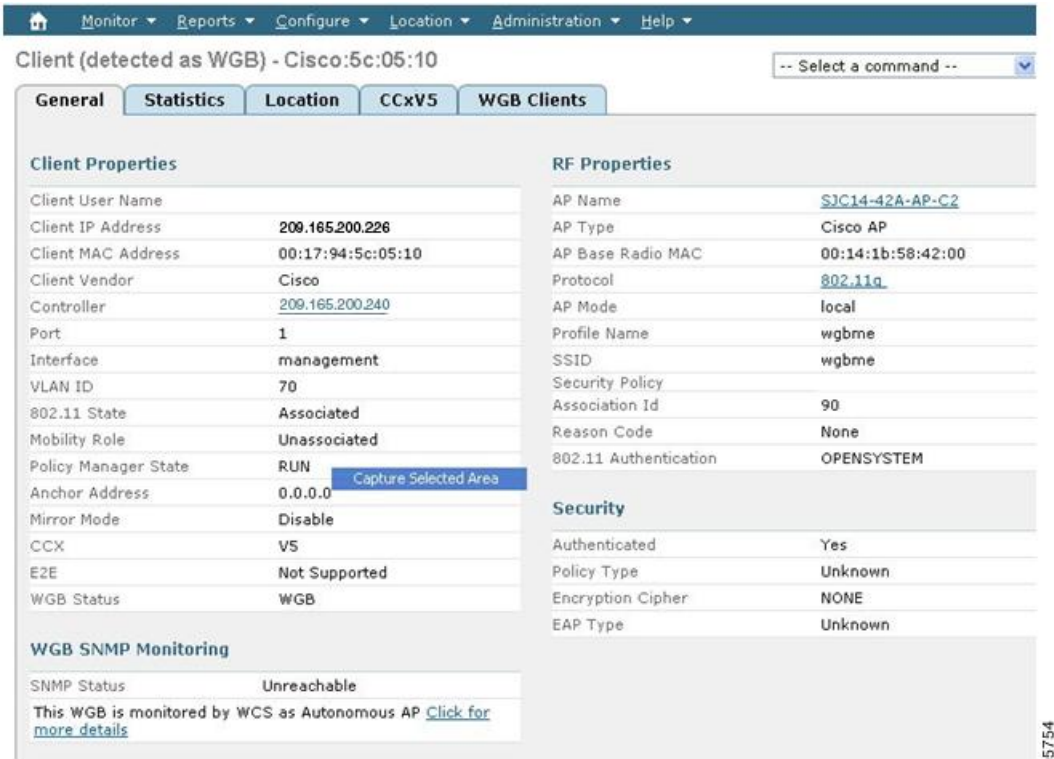 Monitor Reports Configure Location Administration Help
Client (detected as WGB) - Cisco:5c:05:10
-- Select a command --
General Statistics Location CCxV5 WGB Clients
Client Properties
Client User Name
Client IP Address 209.165.200.226
Client MAC Address 00:17:94:5c:05:10
Client Vendor Cisco
Controller 209.165.200.240
Port 1
Interface management
VLAN ID 70
802.11 State Associated
Mobility Role Unassociated
Policy Manager State RUN
Capture Selected Area
Anchor Address 0.0.0.0
Mirror Mode Disable
CCX V5
E2E Not Supported
WGB Status WGB
WGB SNMP Monitoring
SNMP Status Unreachable
This WGB is monitored by WCS as Autonomous AP Click for
more details
RF Properties
AP Name SJC14-42A-AP-C2
AP Type Cisco AP
AP Base Radio MAC 00:14:1b:58:42:00
Protocol 802.11g
AP Mode local
Profile Name wgbme
SSID wgbme
Security Policy
Association Id 90
Reason Code None
802.11 Authentication OPENSYSTEM
Security
Authenticated Yes
Policy Type Unknown
Encryption Cipher NONE
EAP Type Unknown
5754